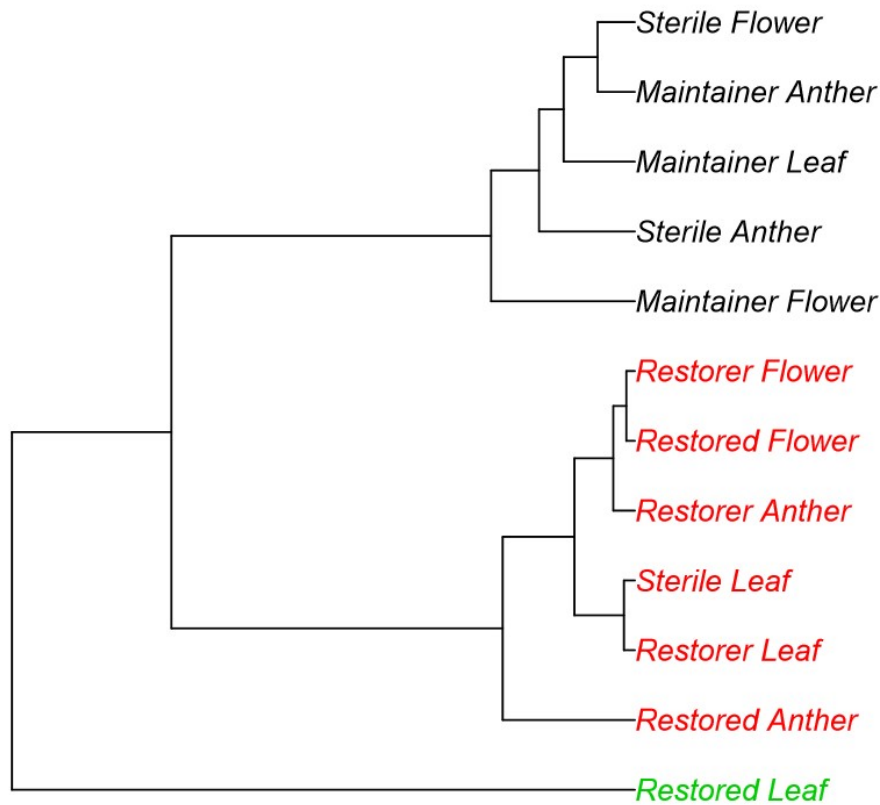 Sterile Flower
Maintainer Anther
Maintainer Leaf
Sterile Anther
Maintainer Flower
Restorer Flower
Restored Flower
Restorer Anther
Sterile Leaf
Restorer Leaf
Restored Anther
Restored Leaf